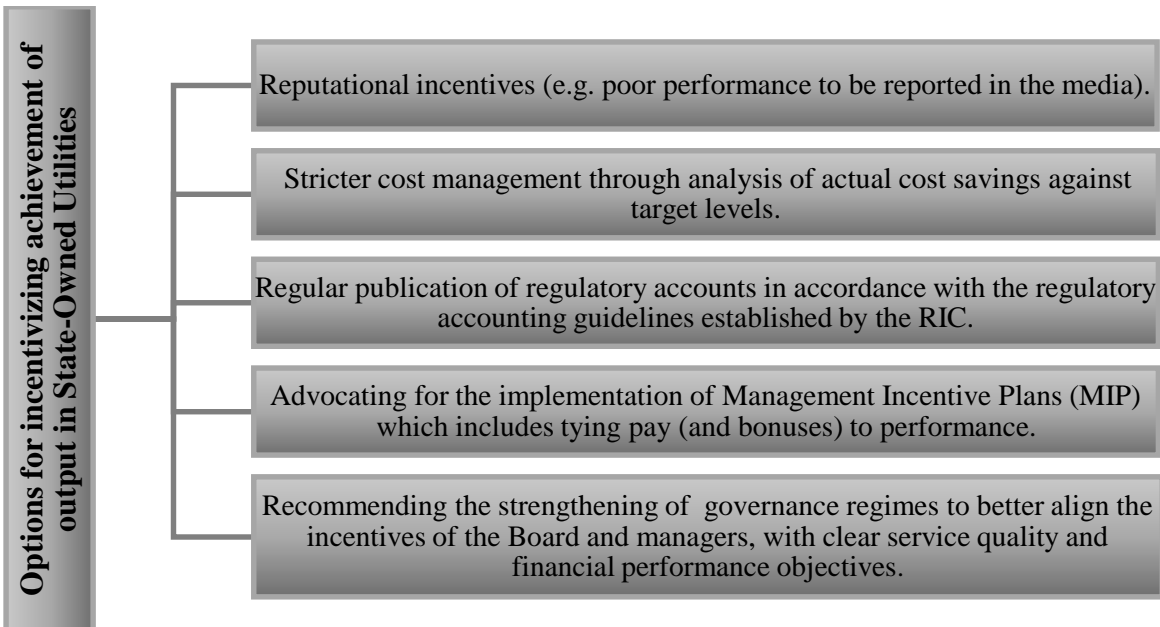 Options for incentivizing achievement of
output in State-Owned Utilities
Reputational incentives (e.g. poor performance to be reported in the media).
Stricter cost management through analysis of actual cost savings against
target levels.
Regular publication of regulatory accounts in accordance with the regulatory
accounting guidelines established by the RIC.
Advocating for the implementation of Management Incentive Plans (MIP)
which includes tying pay (and bonuses) to performance.
Recommending the strengthening of governance regimes to better align the
incentives of the Board and managers, with clear service quality and
financial performance objectives.